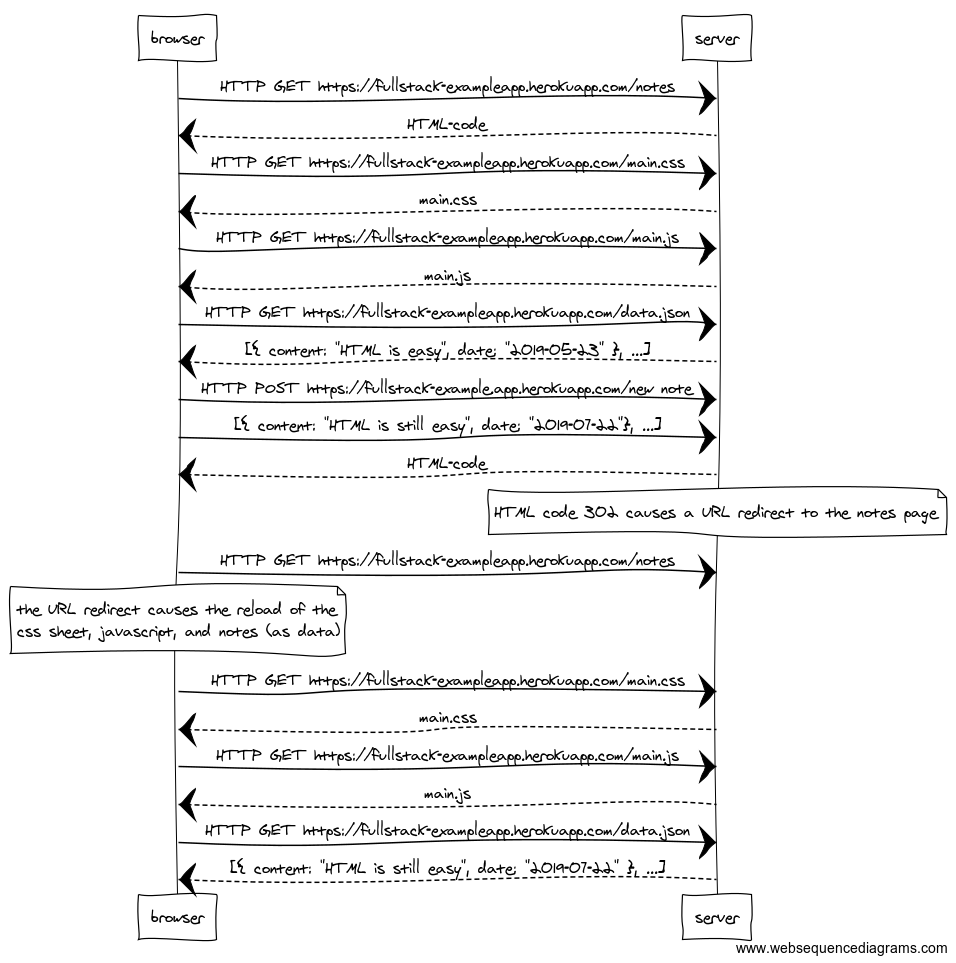 browser server
HTTP GET https://fullstack-exampleapp.herokuapp.com/notes
HTML-code
HTTP GET https://fullstack-exampleapp.herokuapp.com/main.css
main.css
HTTP GET https://fullstack-exampleapp.herokuapp.com/main.js
main.js
HTTP GET https://fullstack-exampleapp.herokuapp.com/data.json
[{ content: "HTML is easy", date: "2019-05-23" }, ...]
HTTP POST https://fullstack-example.app.herokuapp.com/new note
[{ content: "HTML is still easy", date: "2019-07-22"}, ...]
HTML-code
HTML code 302 causes a URL redirect to the notes page
HTTP GET https://fullstack-exampleapp.herokuapp.com/notes
the URL redirect causes the reload of the
css sheet, javascript, and notes (as data)
HTTP GET https://fullstack-exampleapp.herokuapp.com/main.css
main.css
HTTP GET https://fullstack-exampleapp.herokuapp.com/main.js
main.js
HTTP GET https://fullstack-exampleapp.herokuapp.com/data.json
[{ content: "HTML is still easy", date: "2019-07-22" }, ...]
browser server
www.websequencediagrams.com